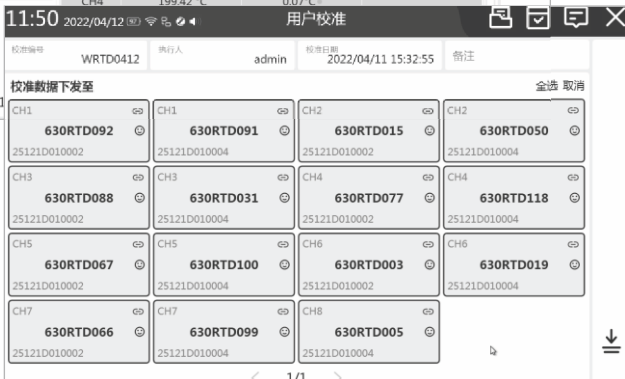 CH4 199.42 °C 0.07°C
11:50 2022/04/12 用户校准
校准编号 WRTD0412 执行人 admin 校准日期 2022/04/11 15:32:55 备注
校准数据下发至 全选 取消
CH1 CH1 CH2 CH2
630RTD092 630RTD091 630RTD015 630RTD050
25121D010002 25121D010004 25121D010002 25121D010004
CH3 CH3 CH4 CH4
630RTD088 630RTD031 630RTD077 630RTD118
25121D010002 25121D010004 25121D010002 25121D010004
CH5 CH5 CH6 CH6
630RTD067 630RTD100 630RTD003 630RTD019
25121D010002 25121D010004 25121D010002 25121D010004
CH7 CH7 CH8
630RTD066 630RTD099 630RTD005
25121D010002 25121D010004 25121D010002
1/1